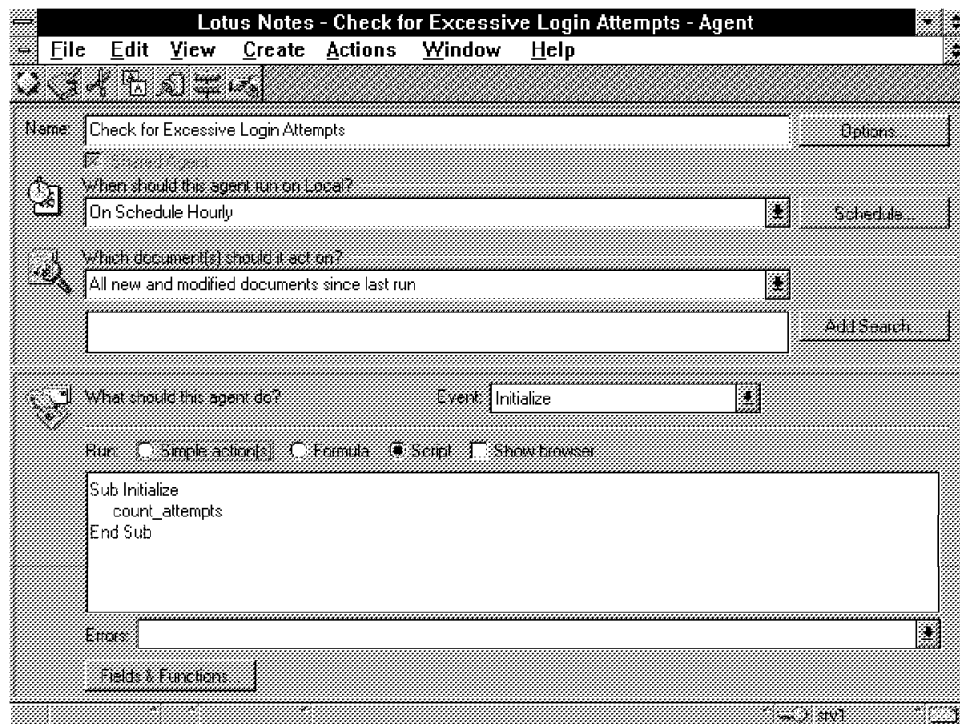 Lotus Notes - Check for Excessive Login Attempts - Agent
File Edit View Create Actions Window Help
Name: Check for Excessive Login Attempts Options...
Shared Agent
When should this agent run on Local?
On Schedule Hourly Schedule...
Which document(s) should it act on?
All new and modified documents since last run
Add Search...
What should this agent do? Event: Initialize
Run: Simple action(s) Formula Script Show browser
Sub Initialize
count_attempts
End Sub
Errors:
Fields & Functions...
srv1